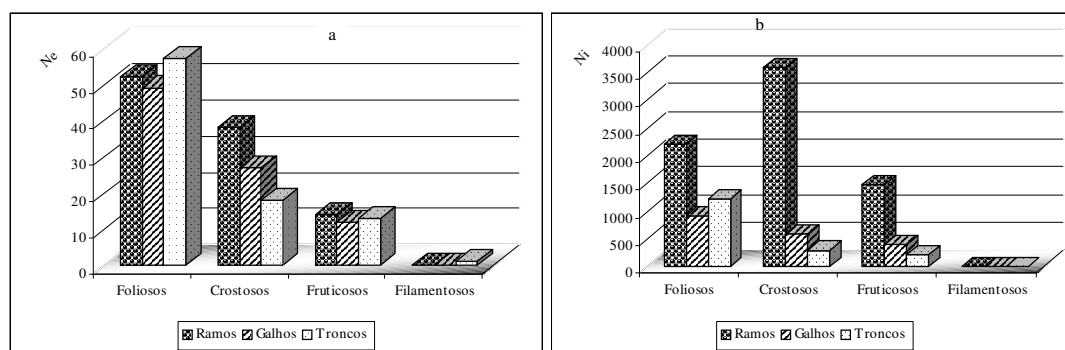 a
Ne
60
50
40
30
20
10
0
Foliosos Crostosos Fruticosos Filamentosos
Ramos Galhos Troncos
b
Ni
4000
3500
3000
2500
2000
1500
1000
500
0
Foliosos Crostosos Fruticosos Filamentosos
Ramos Galhos Troncos